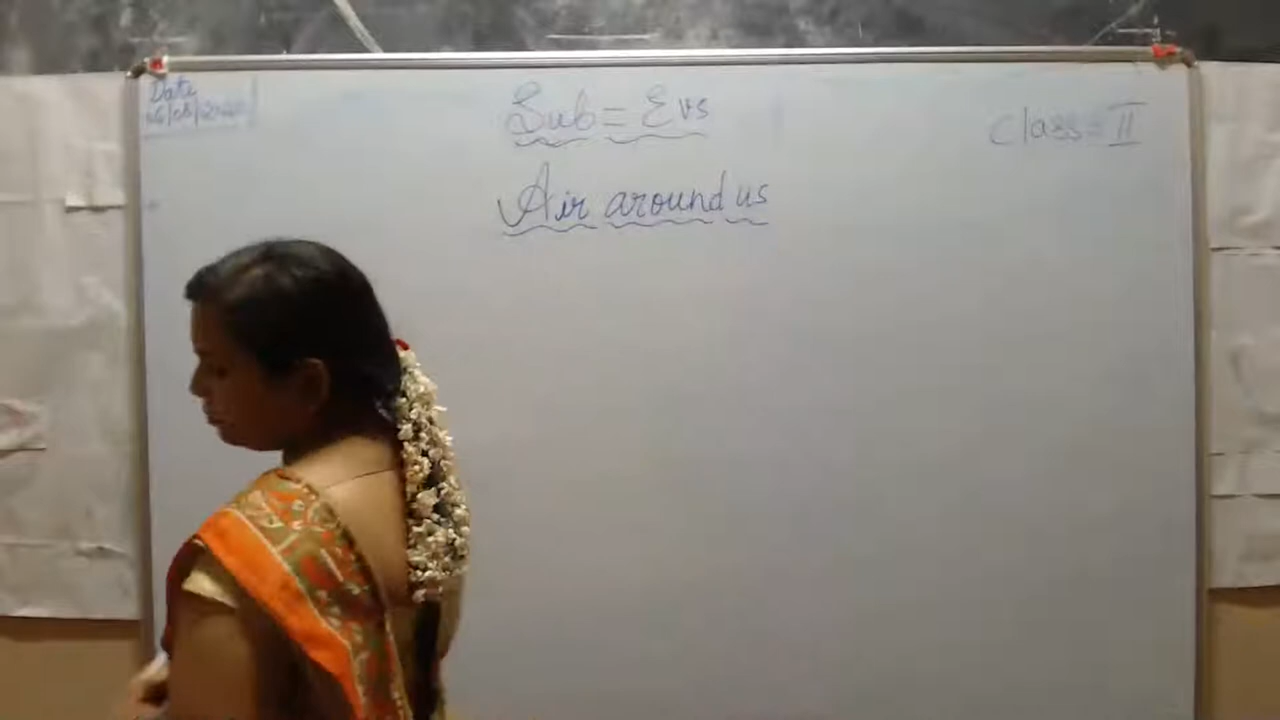 Date
Sub = Evs
Class = II
Air around us